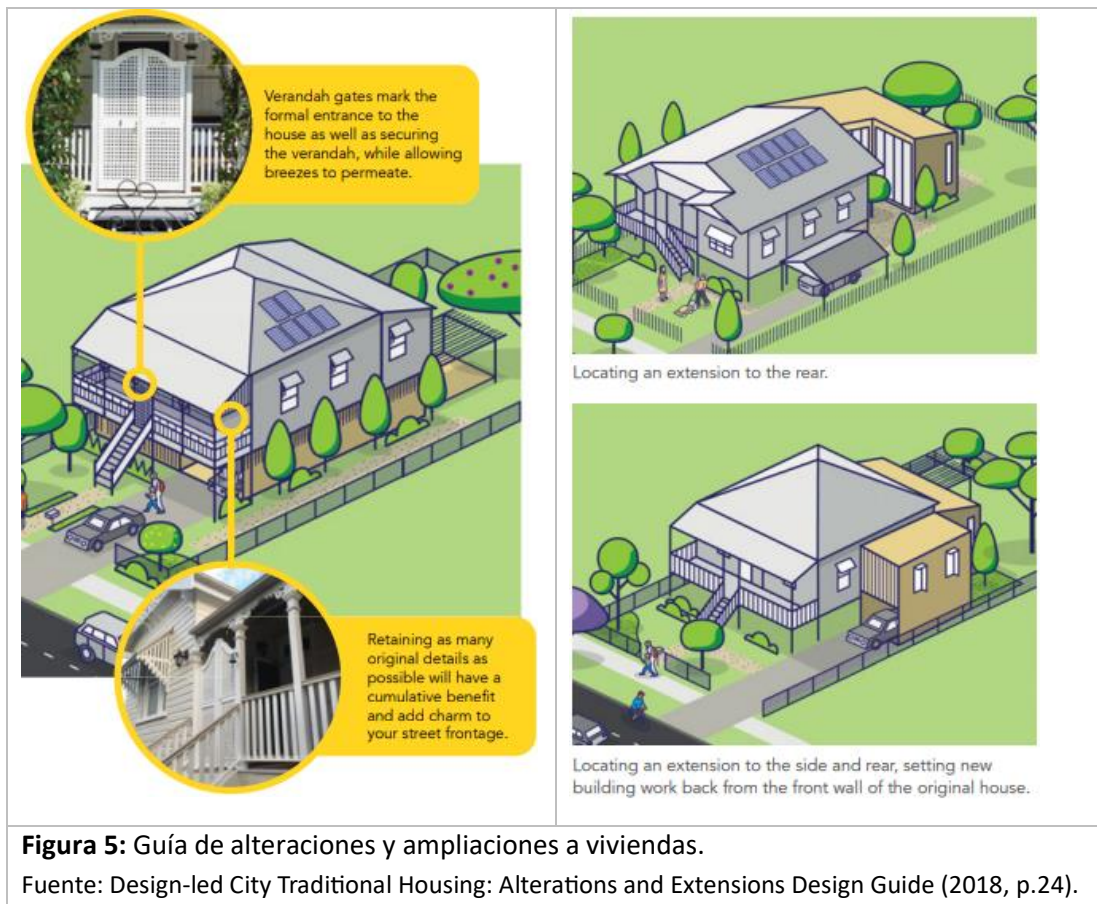 Verandah gates mark the
formal entrance to the
house as well as securing
the verandah, while allowing
breezes to permeate.
Retaining as many
original details as
possible will have a
cumulative benefit
and add charm to
your street frontage.
Locating an extension to the rear.
Locating an extension to the side and rear, setting new
building work back from the front wall of the original house.
Figura 5: Guía de alteraciones y ampliaciones a viviendas.
Fuente: Design-led City Traditional Housing: Alterations and Extensions Design Guide (2018, p.24).